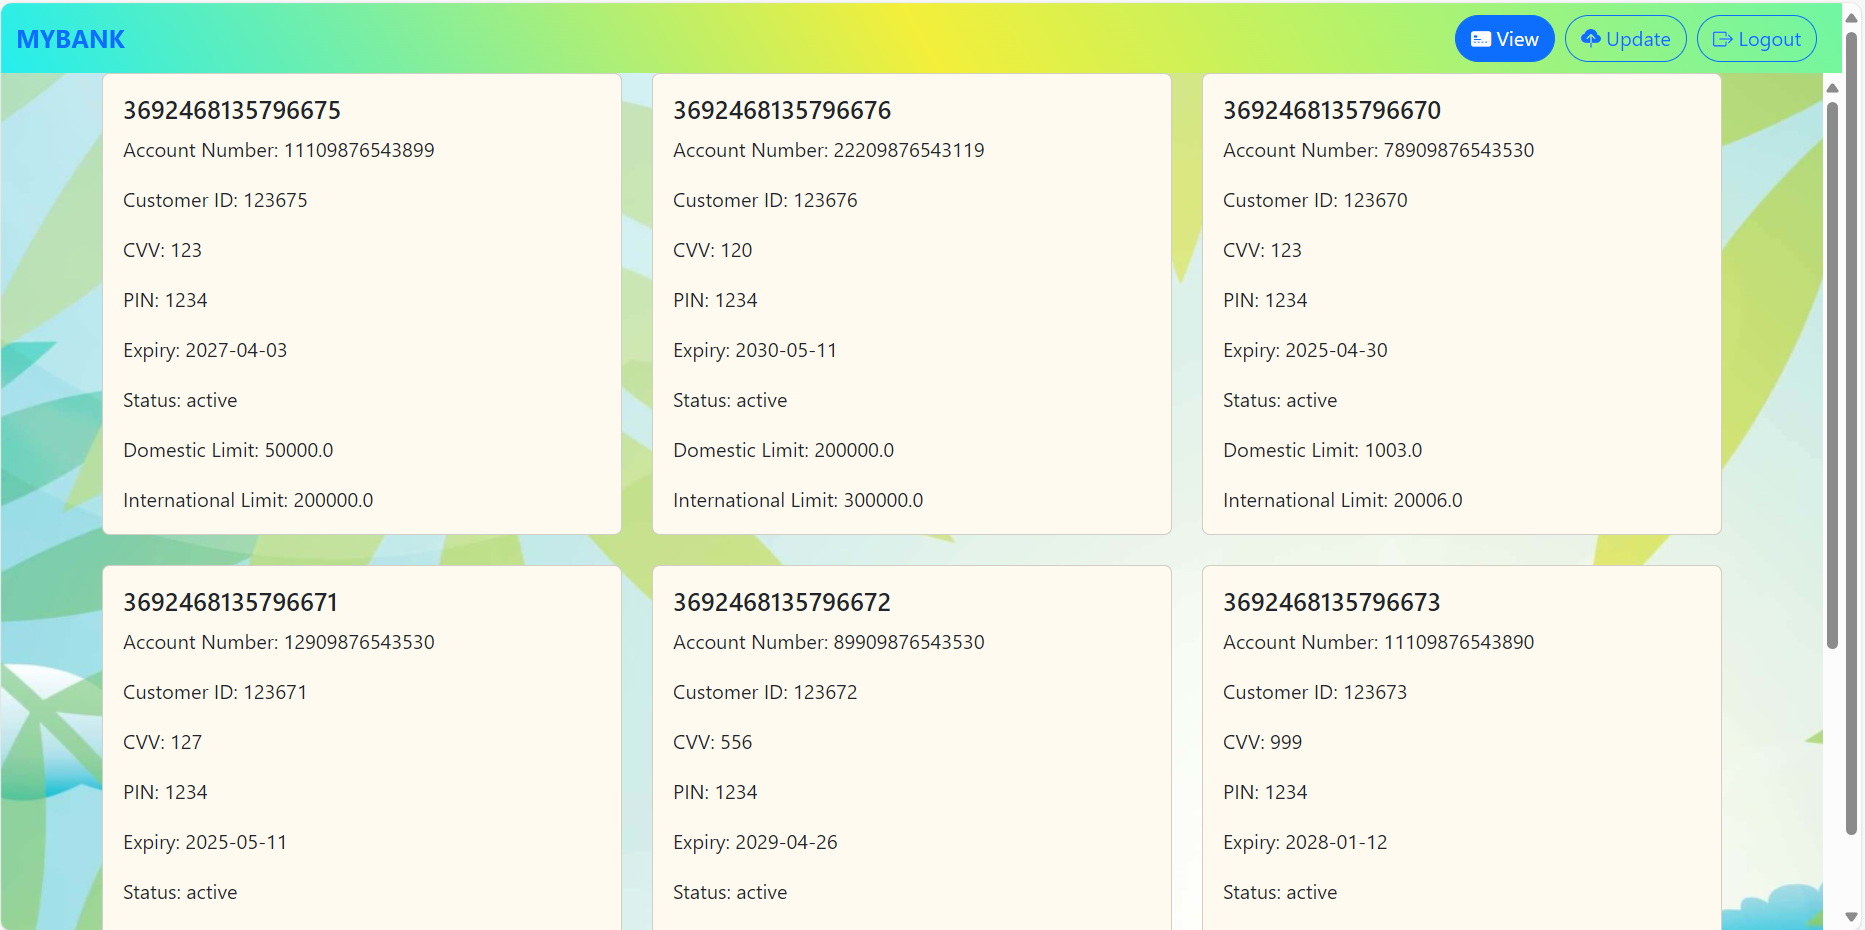 MYBANK
View
Update
Logout
3692468135796675
Account Number: 11109876543899
Customer ID: 123675
CVV: 123
PIN: 1234
Expiry: 2027-04-03
Status: active
Domestic Limit: 50000.0
International Limit: 200000.0
3692468135796676
Account Number: 22209876543119
Customer ID: 123676
CVV: 120
PIN: 1234
Expiry: 2030-05-11
Status: active
Domestic Limit: 200000.0
International Limit: 300000.0
3692468135796670
Account Number: 78909876543530
Customer ID: 123670
CVV: 123
PIN: 1234
Expiry: 2025-04-30
Status: active
Domestic Limit: 1003.0
International Limit: 20006.0
3692468135796671
Account Number: 12909876543530
Customer ID: 123671
CVV: 127
PIN: 1234
Expiry: 2025-05-11
Status: active
3692468135796672
Account Number: 89909876543530
Customer ID: 123672
CVV: 556
PIN: 1234
Expiry: 2029-04-26
Status: active
3692468135796673
Account Number: 11109876543890
Customer ID: 123673
CVV: 999
PIN: 1234
Expiry: 2028-01-12
Status: active